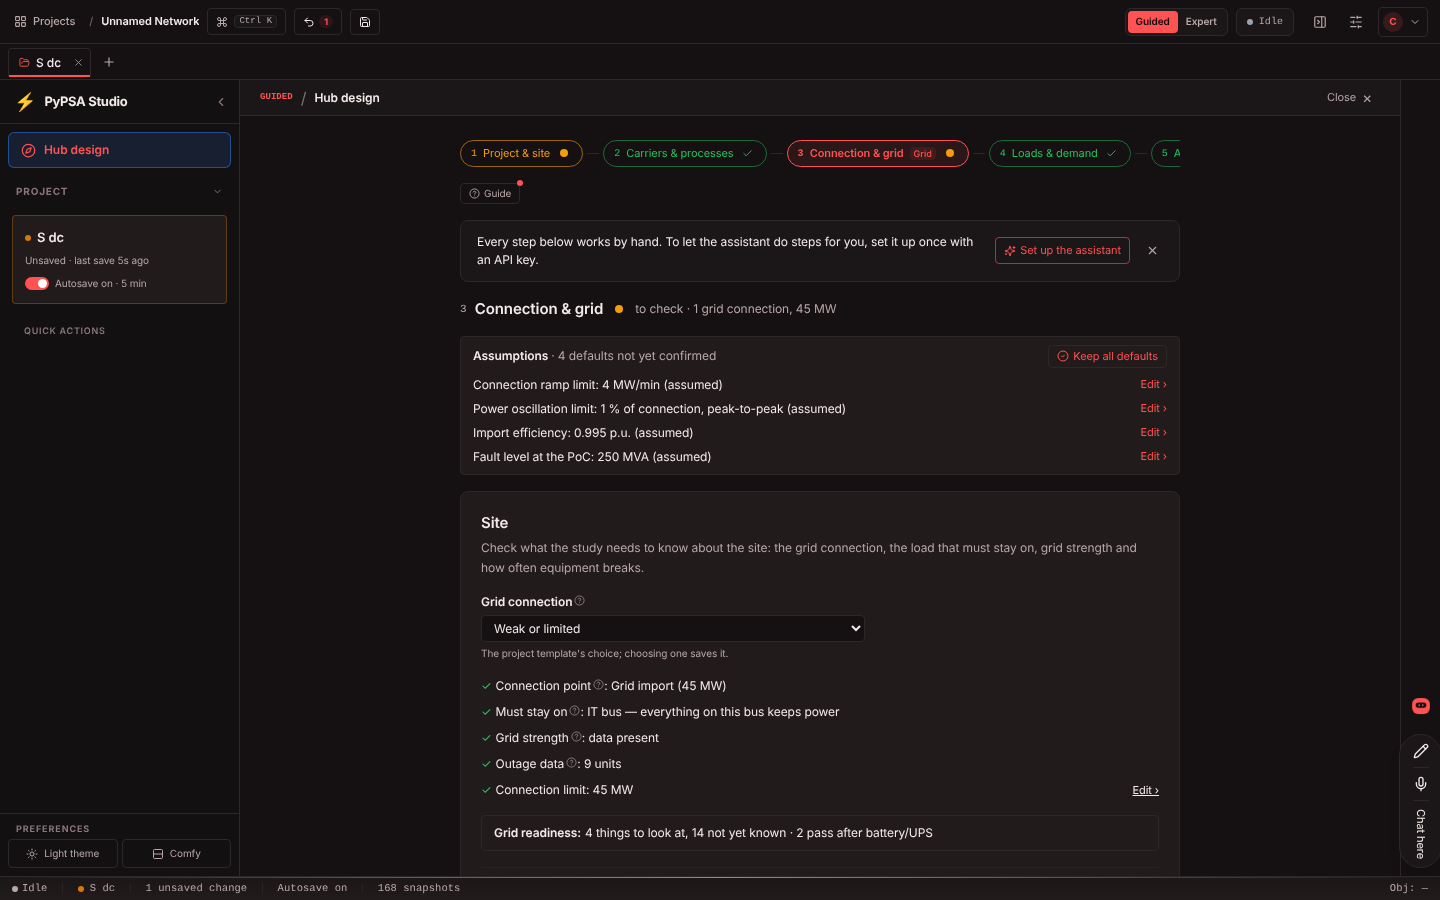 Projects / Unnamed Network Ctrl K 1 Guided Expert Idle C
S dc
PyPSA Studio
Hub design
PROJECT
S dc
Unsaved · last save 5s ago
Autosave on · 5 min
QUICK ACTIONS
PREFERENCES
Light theme Comfy
GUIDED / Hub design Close
1 Project & site 2 Carriers & processes 3 Connection & grid Grid 4 Loads & demand 5 A
Guide
Every step below works by hand. To let the assistant do steps for you, set it up once with
an API key.
Set up the assistant
3 Connection & grid to check · 1 grid connection, 45 MW
Assumptions · 4 defaults not yet confirmed Keep all defaults
Connection ramp limit: 4 MW/min (assumed) Edit ›
Power oscillation limit: 1 % of connection, peak-to-peak (assumed) Edit ›
Import efficiency: 0.995 p.u. (assumed) Edit ›
Fault level at the PoC: 250 MVA (assumed) Edit ›
Site
Check what the study needs to know about the site: the grid connection, the load that must stay on, grid strength and
how often equipment breaks.
Grid connection
Weak or limited
The project template's choice; choosing one saves it.
Connection point: Grid import (45 MW)
Must stay on: IT bus — everything on this bus keeps power
Grid strength: data present
Outage data: 9 units
Connection limit: 45 MW Edit ›
Grid readiness: 4 things to look at, 14 not yet known · 2 pass after battery/UPS
Chat here
Idle S dc 1 unsaved change Autosave on 168 snapshots Obj: —